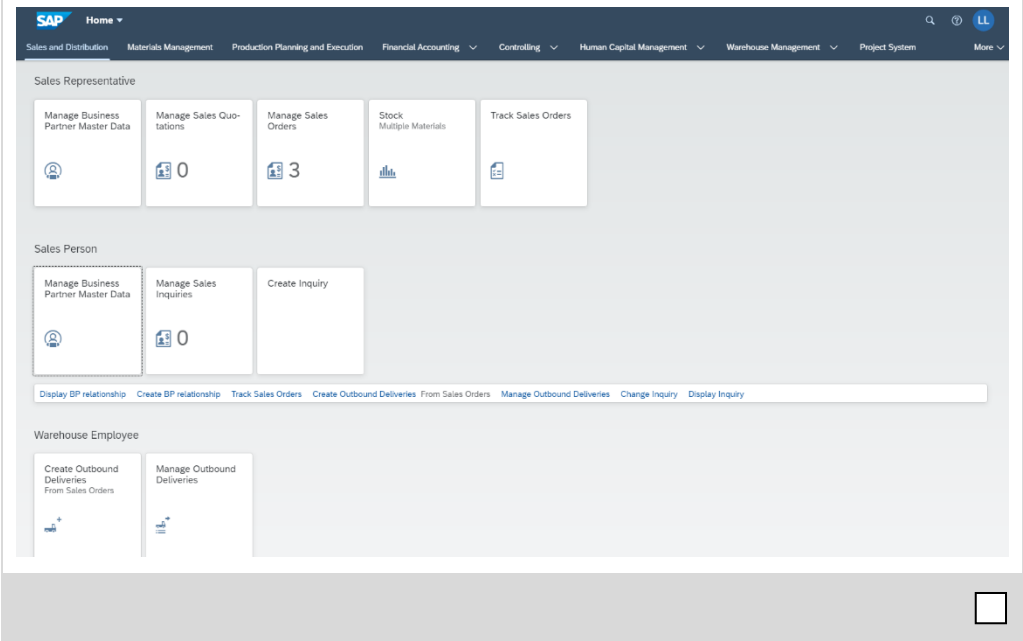 SAP Home
LL
Sales and Distribution Materials Management Production Planning and Execution Financial Accounting Controlling Human Capital Management Warehouse Management Project System More
Sales Representative
Manage Business
Partner Master Data
Manage Sales Quo-
tations
0
Manage Sales
Orders
3
Stock
Multiple Materials
Track Sales Orders
Sales Person
Manage Business
Partner Master Data
Manage Sales
Inquiries
0
Create Inquiry
Display BP relationship Create BP relationship Track Sales Orders Create Outbound Deliveries From Sales Orders Manage Outbound Deliveries Change Inquiry Display Inquiry
Warehouse Employee
Create Outbound
Deliveries
From Sales Orders
Manage Outbound
Deliveries